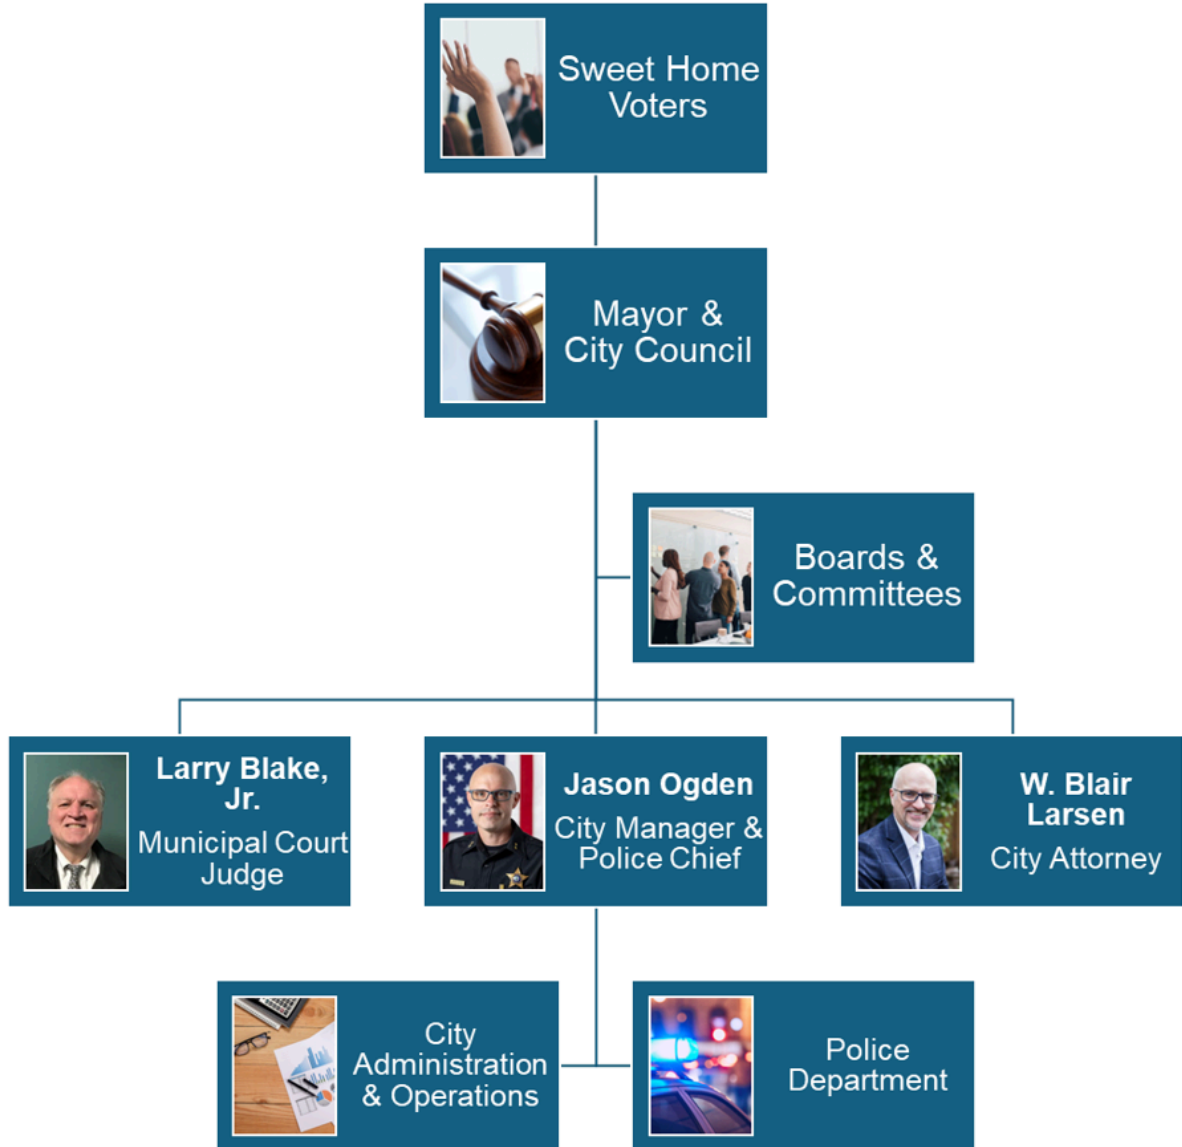 Sweet Home
Voters
Mayor &
City Council
Boards &
Committees
Larry Blake,
Jr.
Municipal Court
Judge
Jason Ogden
City Manager &
Police Chief
W. Blair
Larsen
City Attorney
City
Administration
& Operations
Police
Department